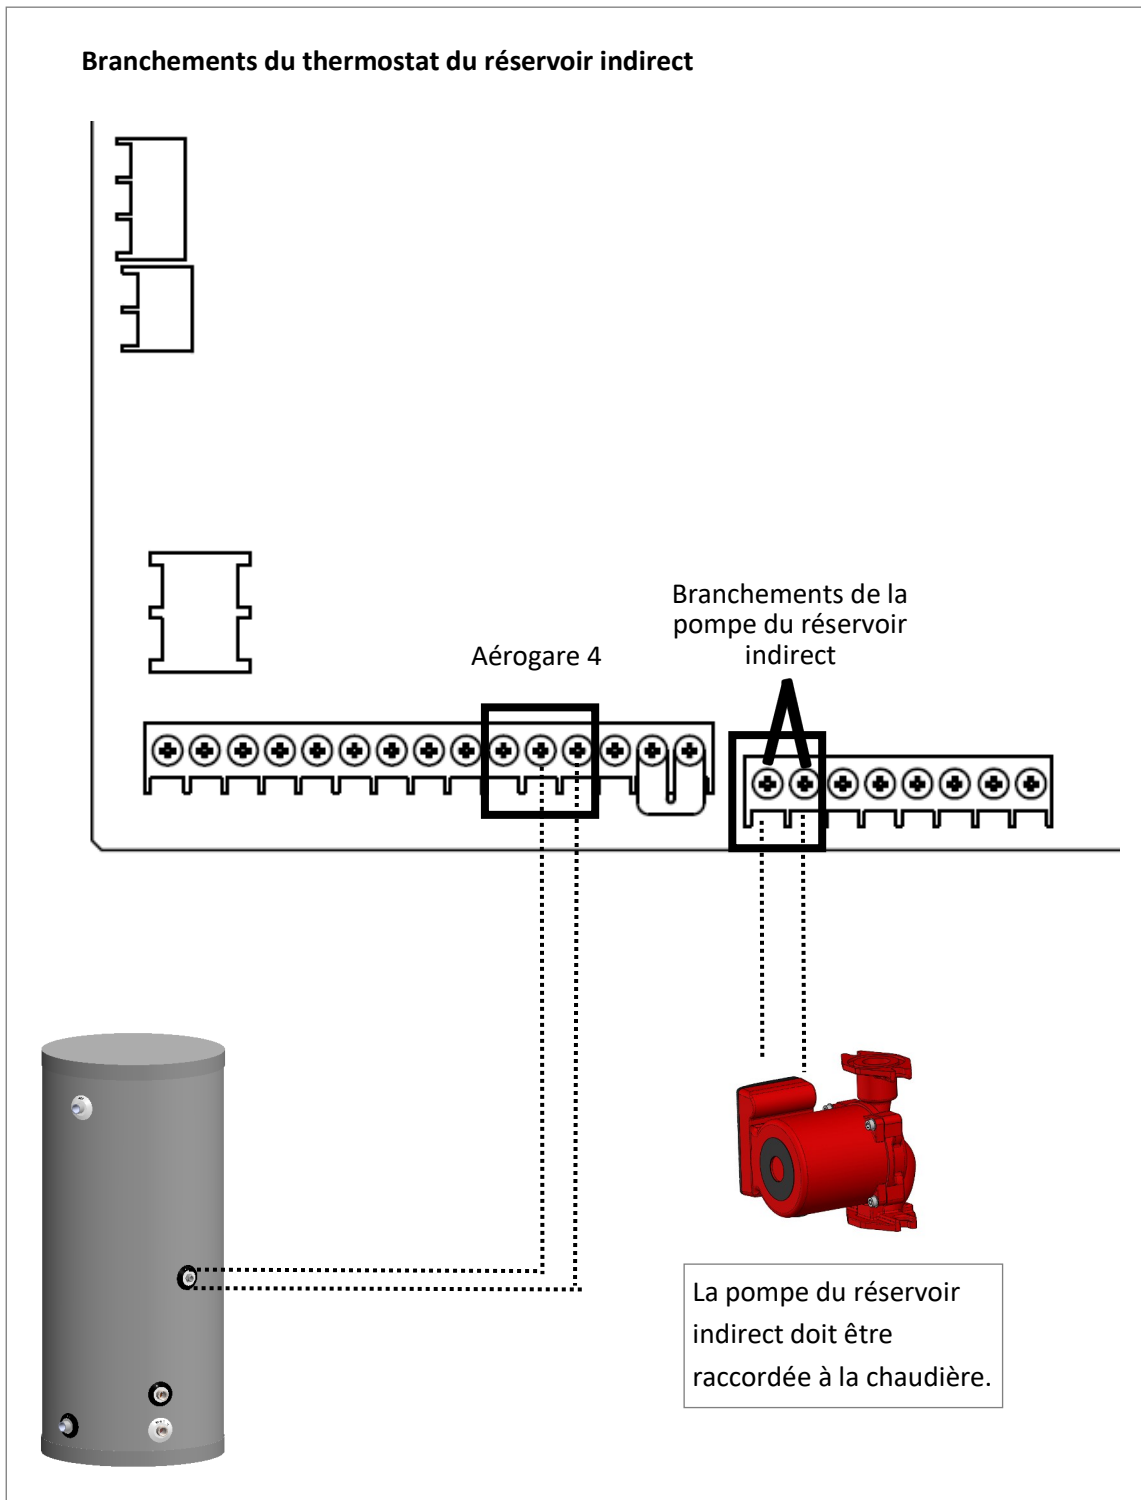 Branchements du thermostat du réservoir indirect
Branchements de la
pompe du réservoir
indirect
Aérogare 4
La pompe du réservoir
indirect doit être
raccordée à la chaudière.